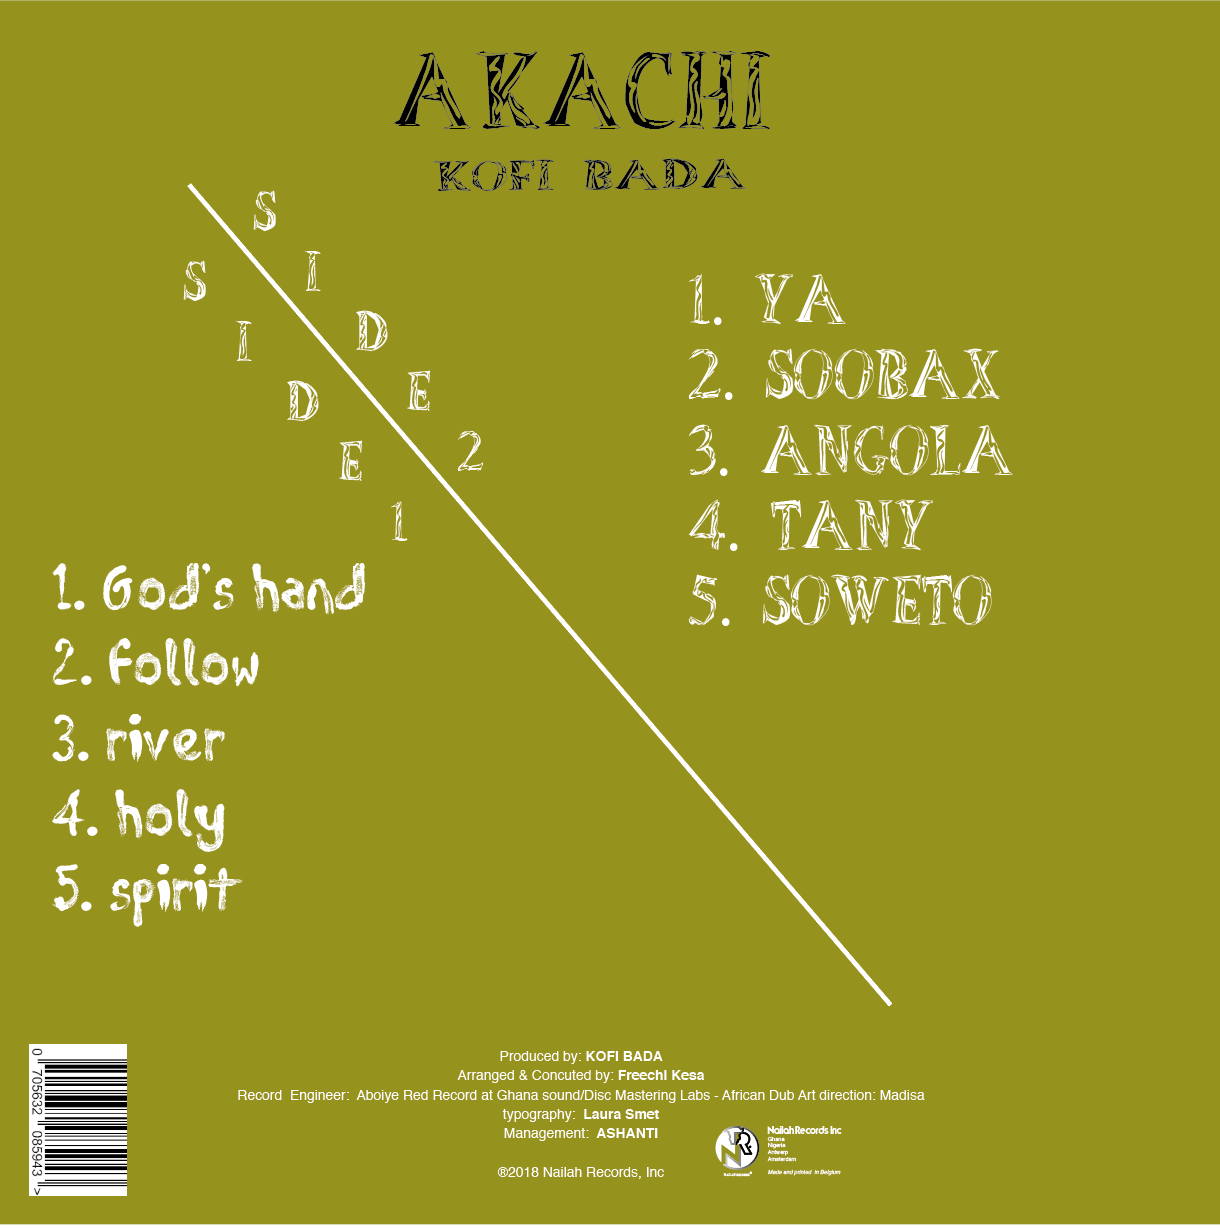 AKACHI
KOFI BADA
SIDE 2
SIDE 1
1. YA
2. SOOBAX
3. ANGOLA
4. TANY
5. SOWETO
1. God's hand
2. follow
3. river
4. holy
5. spirit
Produced by: KOFI BADA
Arranged & Concuted by: Freechi Kesa
Record Engineer: Aboiye Red Record at Ghana sound/Disc Mastering Labs - African Dub Art direction: Madisa
typography: Laura Smet
Management: ASHANTI
®2018 Nailah Records, Inc
NR
Nailah Records Inc
Ghana
Nigeria
Antwerp
Amsterdam
Made and printed in Belgium
0 705632 085943 >